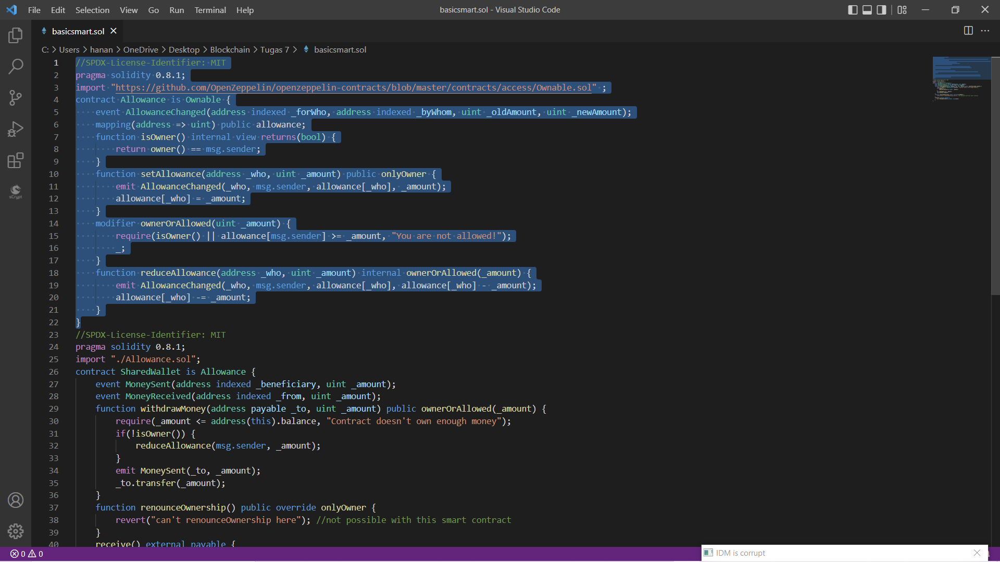 File Edit Selection View Go Run Terminal Help
basicsmart.sol - Visual Studio Code
basicsmart.sol
C: > Users > hanan > OneDrive > Desktop > Blockchain > Tugas 7 > basicsmart.sol
1 //SPDX-License-Identifier: MIT
2 pragma solidity 0.8.1;
3 import "https://github.com/OpenZeppelin/openzeppelin-contracts/blob/master/contracts/access/Ownable.sol" ;
4 contract Allowance is Ownable {
5     event AllowanceChanged(address indexed _forWho, address indexed _byWhom, uint _oldAmount, uint _newAmount);
6     mapping(address => uint) public allowance;
7     function isOwner() internal view returns(bool) {
8         return owner() == msg.sender;
9     }
10     function setAllowance(address _who, uint _amount) public onlyOwner {
11         emit AllowanceChanged(_who, msg.sender, allowance[_who], _amount);
12         allowance[_who] = _amount;
13     }
14     modifier ownerOrAllowed(uint _amount) {
15         require(isOwner() || allowance[msg.sender] >= _amount, "You are not allowed!");
16         _;
17     }
18     function reduceAllowance(address _who, uint _amount) internal ownerOrAllowed(_amount) {
19         emit AllowanceChanged(_who, msg.sender, allowance[_who], allowance[_who] - _amount);
20         allowance[_who] -= _amount;
21     }
22 }
23 //SPDX-License-Identifier: MIT
24 pragma solidity 0.8.1;
25 import "./Allowance.sol";
26 contract SharedWallet is Allowance {
27     event MoneySent(address indexed _beneficiary, uint _amount);
28     event MoneyReceived(address indexed _from, uint _amount);
29     function withdrawMoney(address payable _to, uint _amount) public ownerOrAllowed(_amount) {
30         require(_amount <= address(this).balance, "Contract doesn't own enough money");
31         if(!isOwner()) {
32             reduceAllowance(msg.sender, _amount);
33         }
34         emit MoneySent(_to, _amount);
35         _to.transfer(_amount);
36     }
37     function renounceOwnership() public override onlyOwner {
38         revert("can't renounceOwnership here"); //not possible with this smart contract
39     }
40     receive() external payable {
sCrypt
0 0
IDM is corrupt